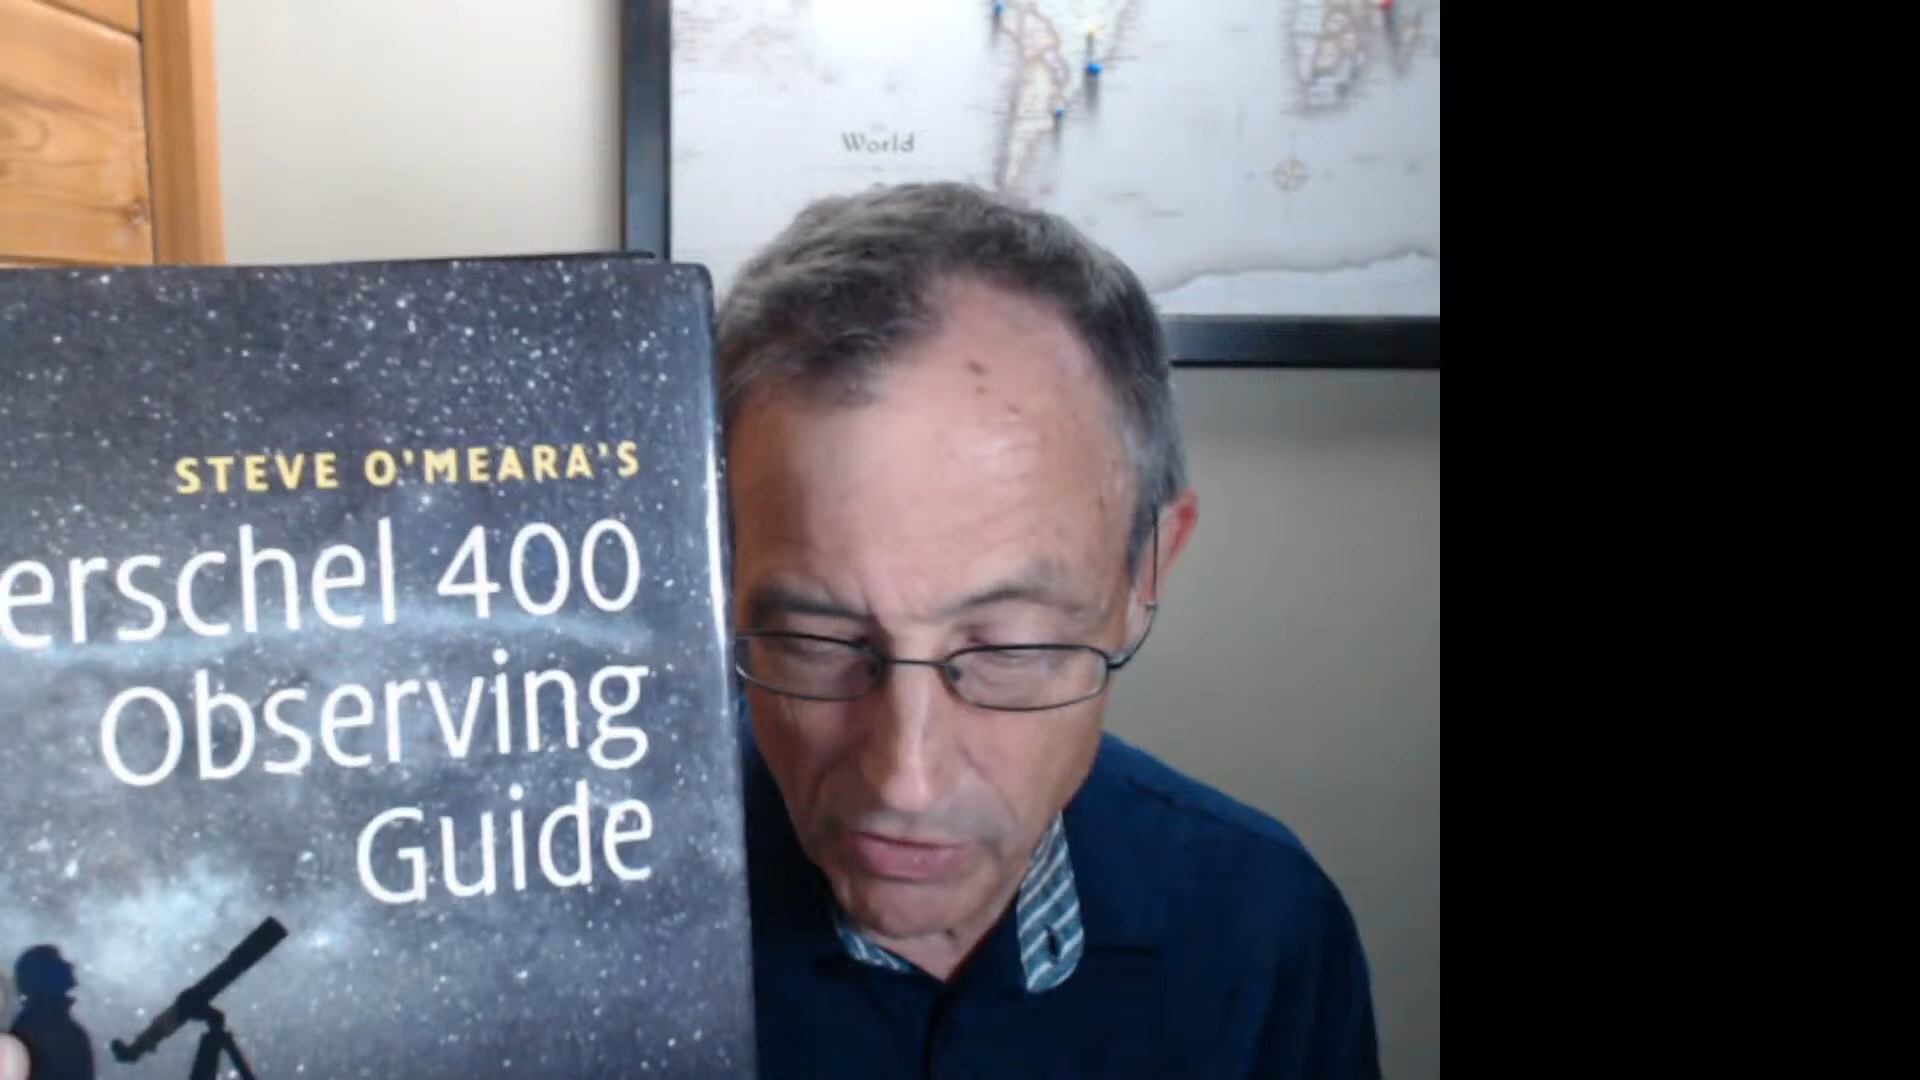 World
STEVE O'MEARA'S
erschel 400
Observing
Guide